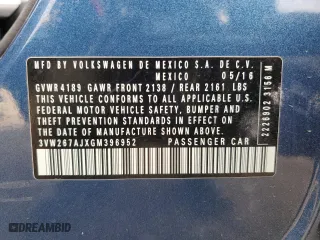 MFD BY VOLKSWAGEN DE MEXICO S.A. DE C.V.
MEXICO 05/16
GVWR 4189 GAWR FRONT 2138 / REAR 2161 LBS
THIS VEHICLE CONFORMS TO ALL APPLICABLE U.S.
FEDERAL MOTOR VEHICLE SAFETY, BUMPER AND
THEFT PREVENTION STANDARDS IN EFFECT ON THE
DATE OF MANUFACTURE SHOWN ABOVE.
3VW267AJXGM396952 PASSENGER CAR